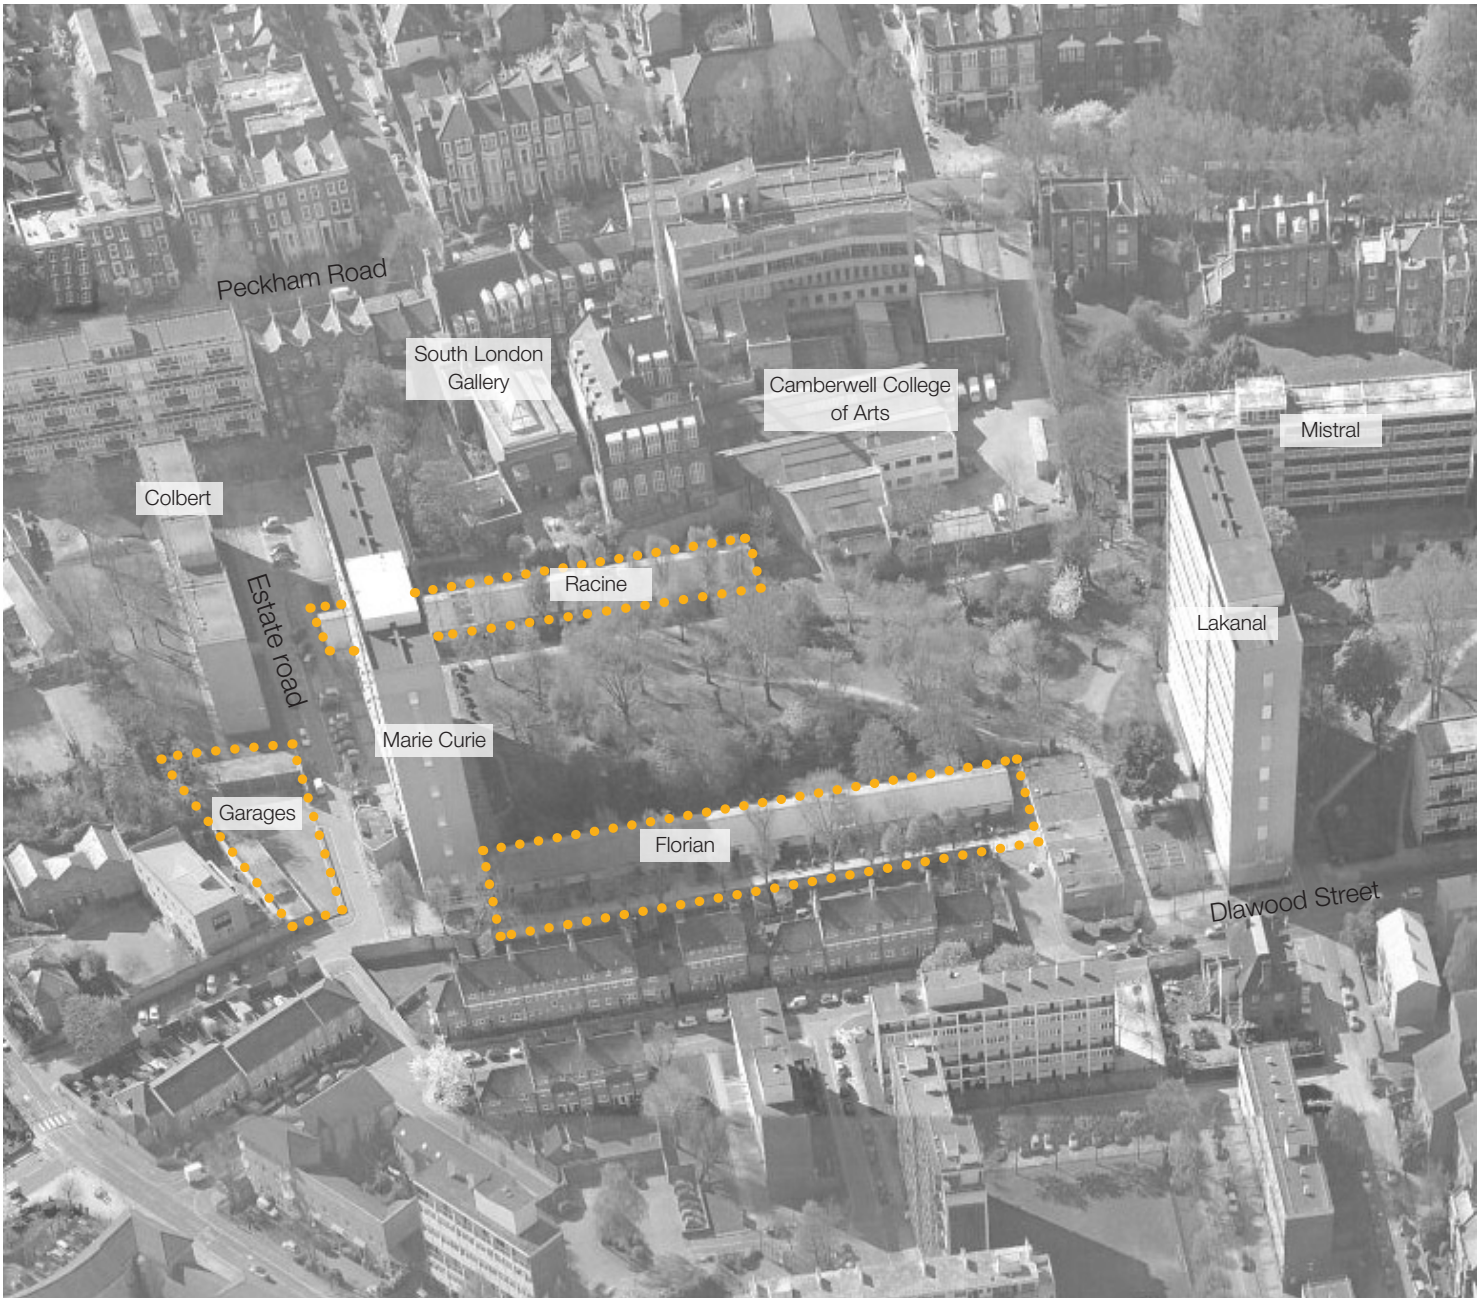 Peckham Road
South London
Gallery
Camberwell College
of Arts
Mistral
Colbert
Racine
Estate road
Lakanal
Marie Curie
Garages
Florian
Dlawood Street